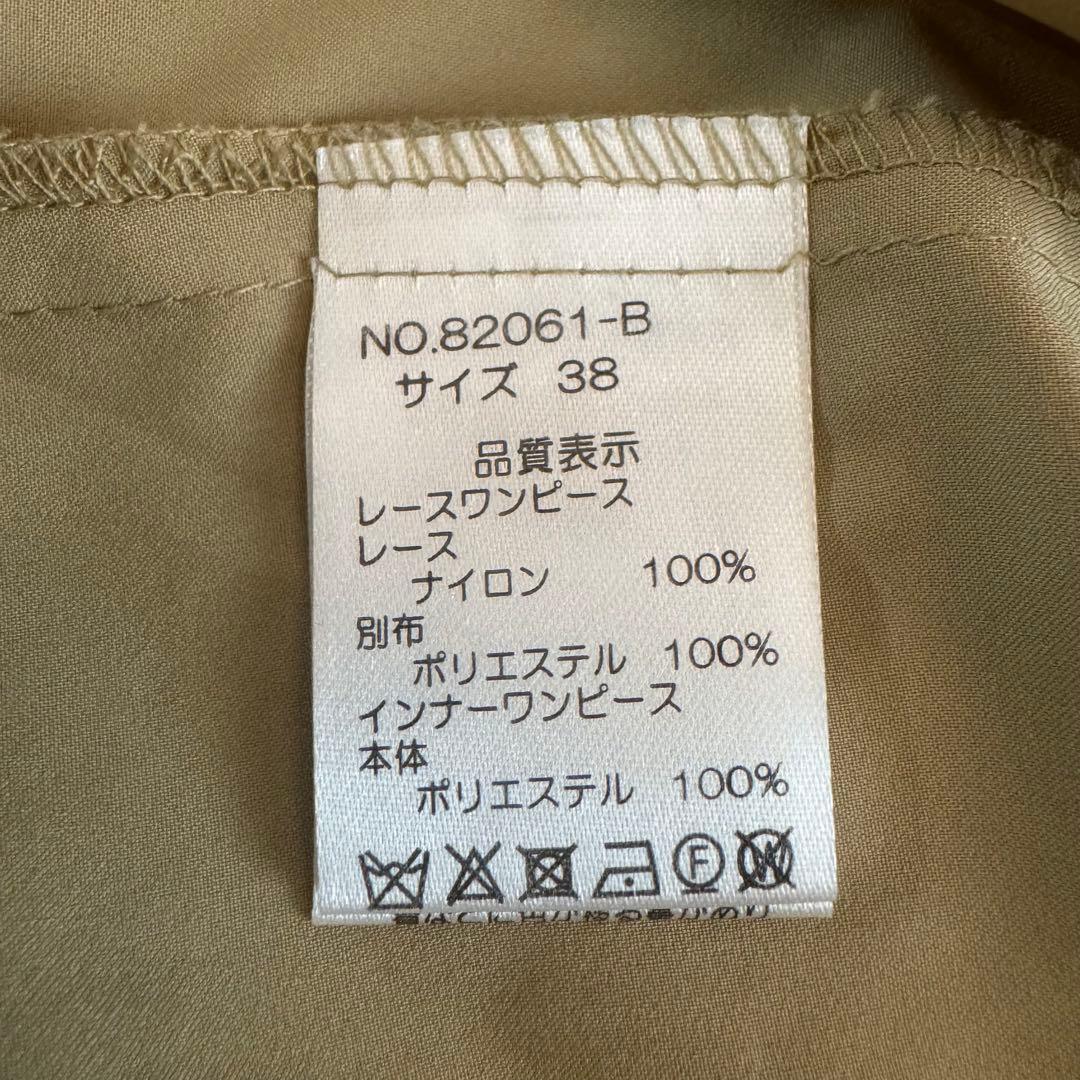 NO.82061-B
サイズ 38
品質表示
レースワンピース
レース
ナイロン 100%
別布
ポリエステル 100%
インナーワンピース
本体
ポリエステル 100%
F
W